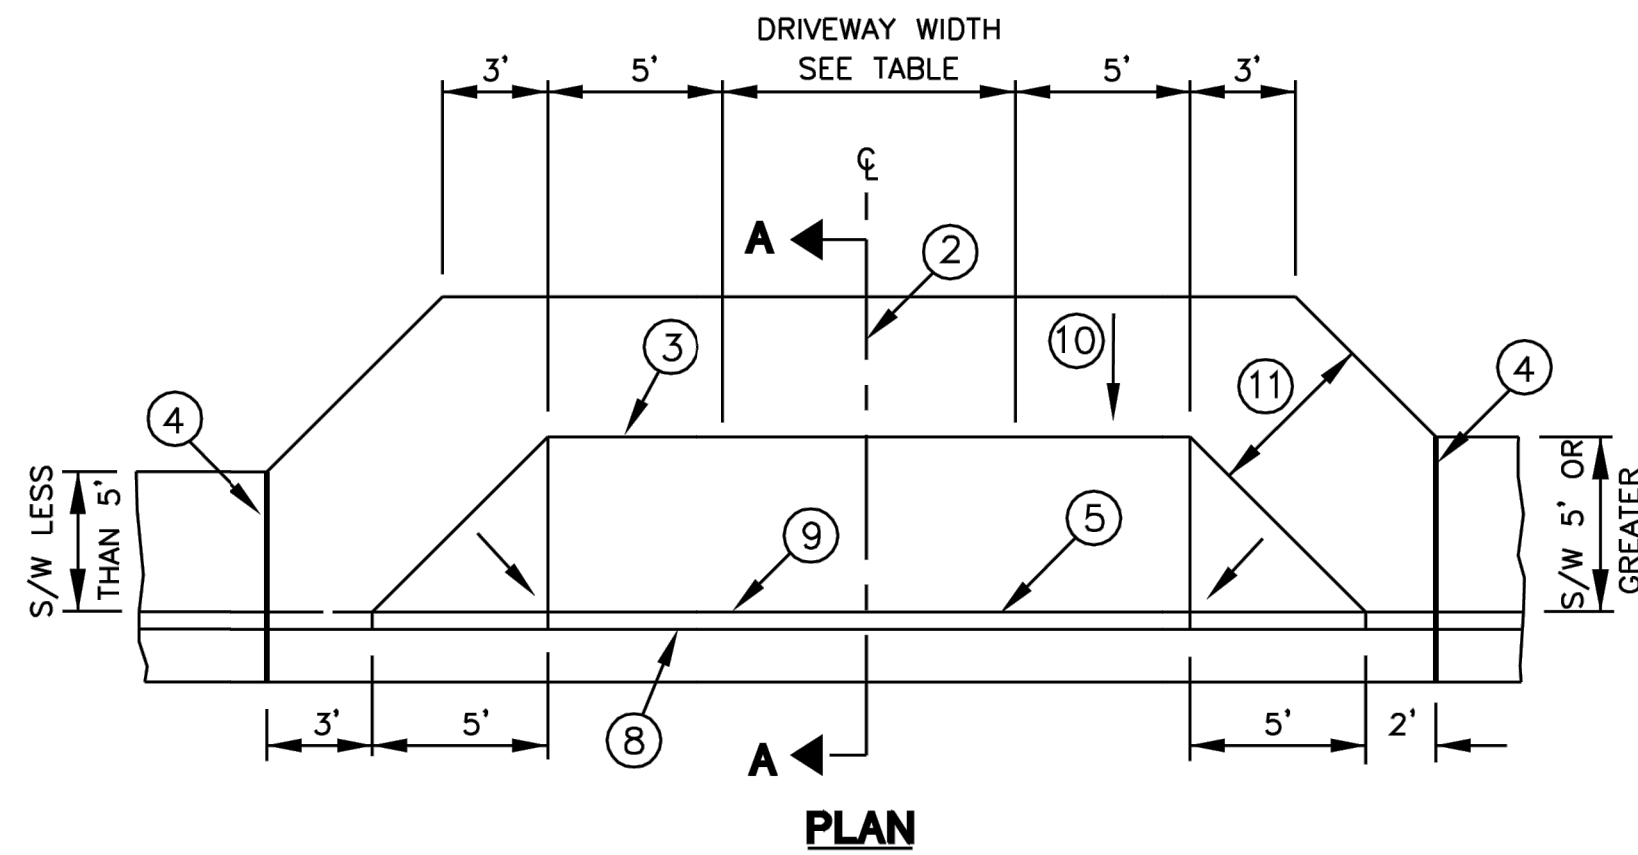 DRIVEWAY WIDTH
SEE TABLE
3'
5'
5'
3'
℄
A
2
3
10
11
4
4
S/W LESS
THAN 5'
S/W 5' OR
GREATER
9
5
3'
5'
8
5'
2'
A
PLAN